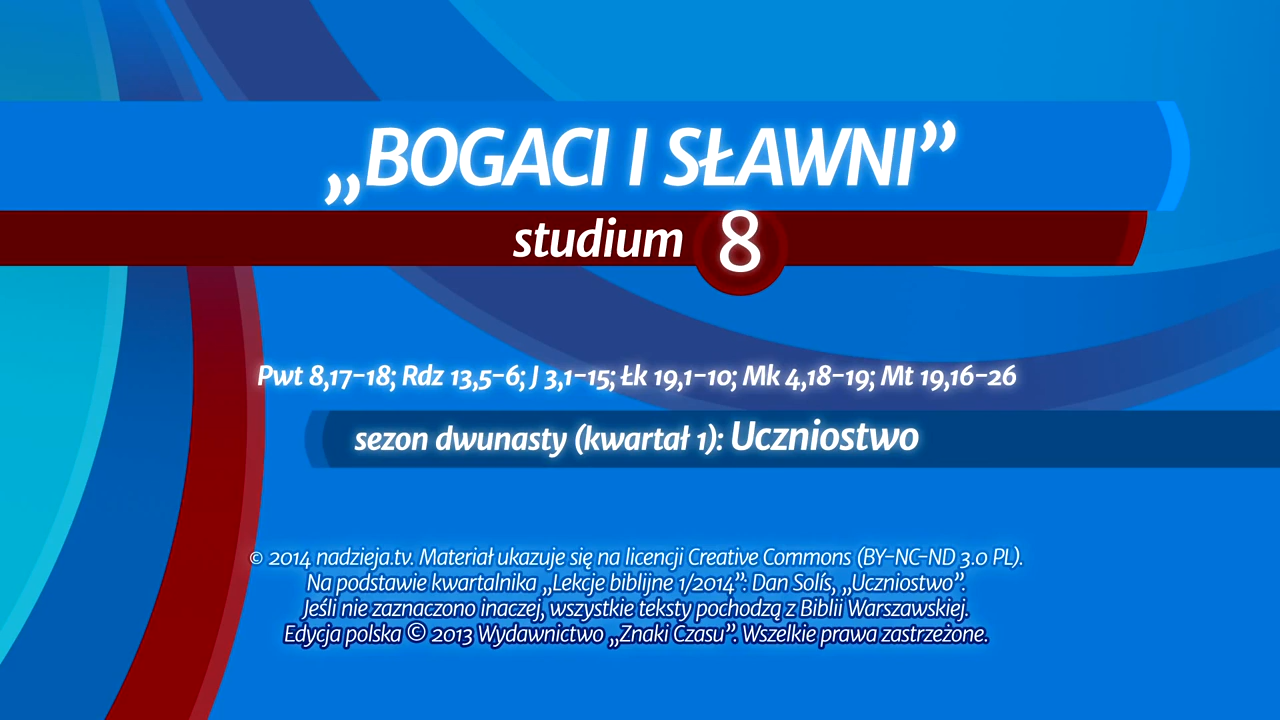 „BOGACI I SŁAWNI”
studium 8
Pwt 8,17-18; Rdz 13,5-6; J 3,1-15; Łk 19,1-10; Mk 4,18-19; Mt 19,16-26
sezon dwunasty (kwartał 1): Uczniostwo
© 2014 nadzieja.tv. Materiał ukazuje się na licencji Creative Commons (BY-NC-ND 3.0 PL).
Na podstawie kwartalnika „Lekcje biblijne 1/2014”: Dan Solís, „Uczniostwo”.
Jeśli nie zaznaczono inaczej, wszystkie teksty pochodzą z Biblii Warszawskiej.
Edycja polska © 2013 Wydawnictwo „Znaki Czasu”. Wszelkie prawa zastrzeżone.